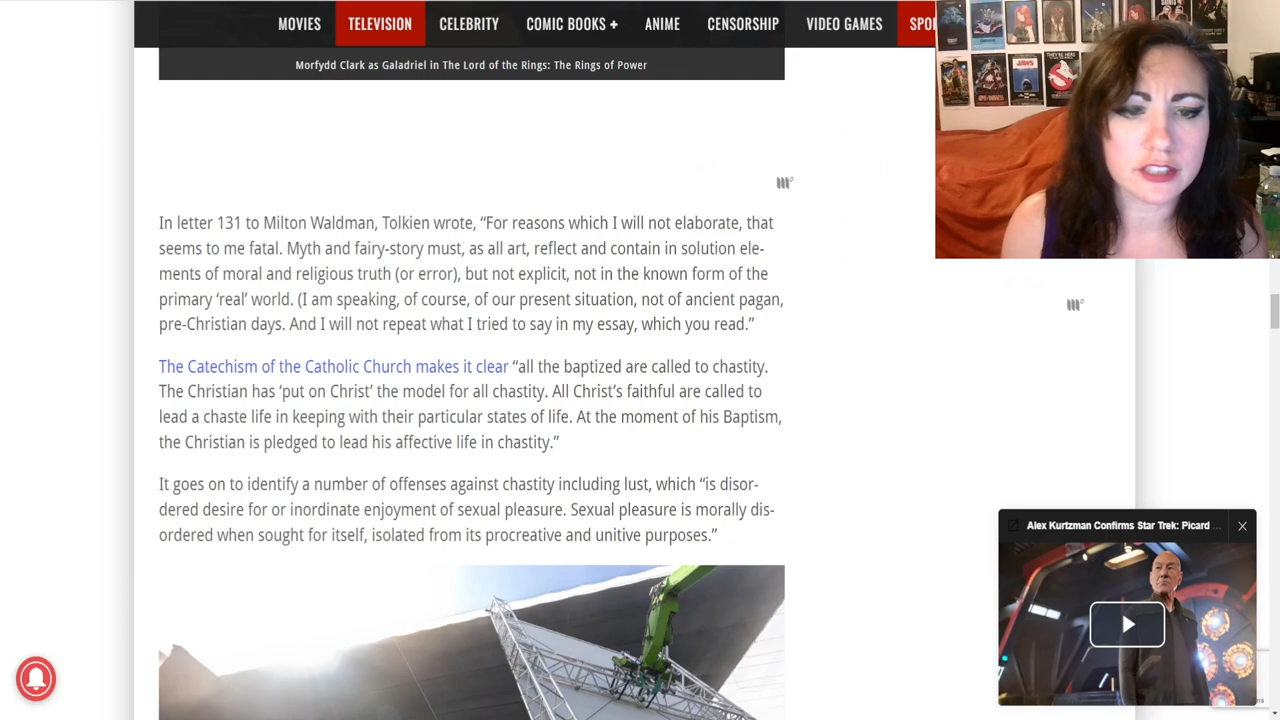 MOVIES TELEVISION CELEBRITY COMIC BOOKS + ANIME CENSORSHIP VIDEO GAMES
Morfydd Clark as Galadriel in The Lord of the Rings: The Rings of Power
JAWS
In letter 131 to Milton Waldman, Tolkien wrote, “For reasons which I will not elaborate, that
seems to me fatal. Myth and fairy-story must, as all art, reflect and contain in solution ele-
ments of moral and religious truth (or error), but not explicit, not in the known form of the
primary ‘real’ world. (I am speaking, of course, of our present situation, not of ancient pagan,
pre-Christian days. And I will not repeat what I tried to say in my essay, which you read.”
The Catechism of the Catholic Church makes it clear “all the baptized are called to chastity.
The Christian has ‘put on Christ’ the model for all chastity. All Christ’s faithful are called to
lead a chaste life in keeping with their particular states of life. At the moment of his Baptism,
the Christian is pledged to lead his affective life in chastity.”
It goes on to identify a number of offenses against chastity including lust, which “is disor-
dered desire for or inordinate enjoyment of sexual pleasure. Sexual pleasure is morally dis-
ordered when sought for itself, isolated from its procreative and unitive purposes.”
Alex Kurtzman Confirms Star Trek: Picard